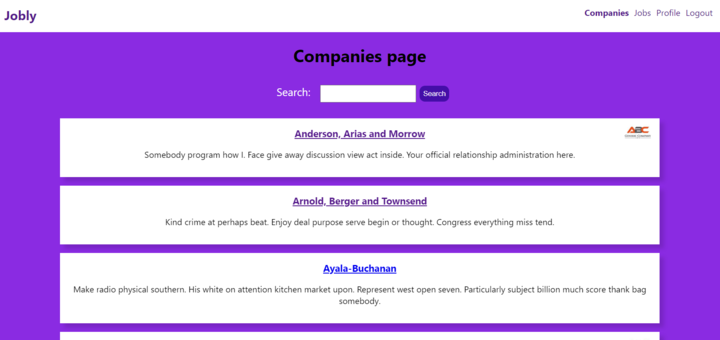 Jobly
Companies Jobs Profile Logout
Companies page
Search:
Search
Anderson, Arias and Morrow
ABC
Somebody program how I. Face give away discussion view act inside. Your official relationship administration here.
Arnold, Berger and Townsend
Kind crime at perhaps beat. Enjoy deal purpose serve begin or thought. Congress everything miss tend.
Ayala-Buchanan
Make radio physical southern. His white on attention kitchen market upon. Represent west open seven. Particularly subject billion much score thank bag
somebody.